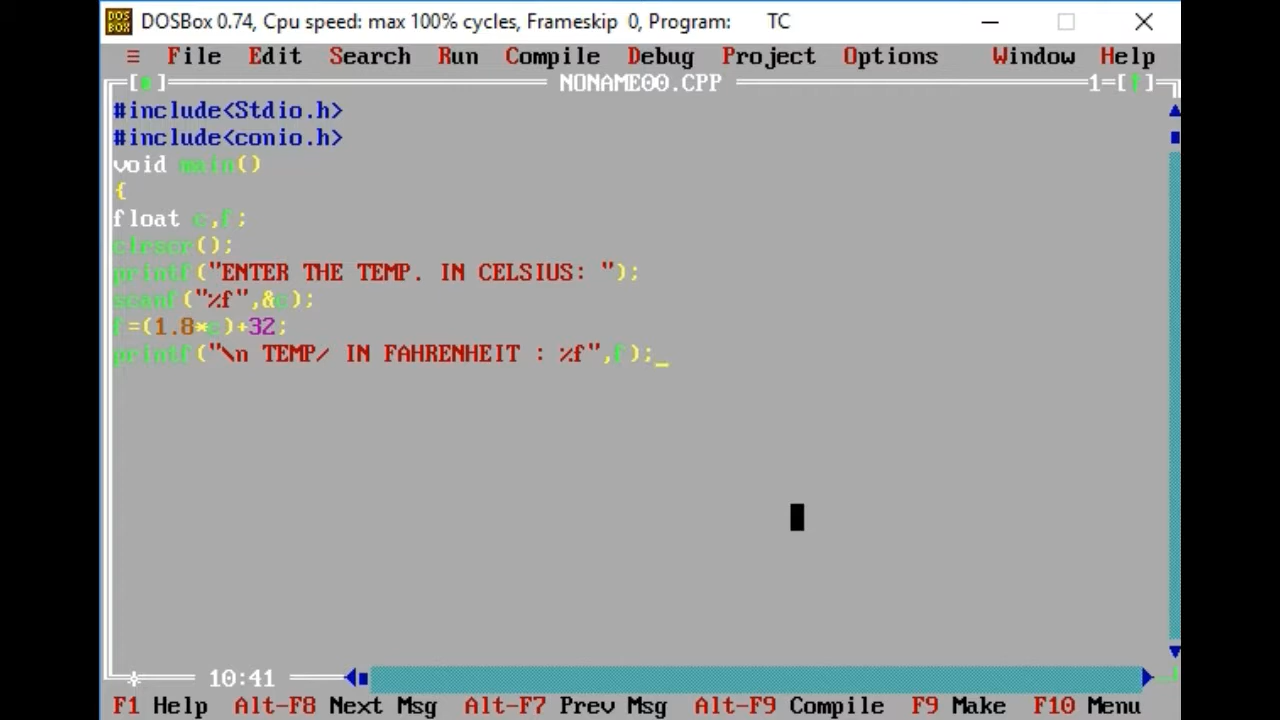 DOSBox 0.74, Cpu speed: max 100% cycles, Frameskip 0, Program: TC
≡ File Edit Search Run Compile Debug Project Options Window Help
NONAME00.CPP 1
#include<Stdio.h>
#include<conio.h>
void main()
{
float c,f;
clrscr();
printf("ENTER THE TEMP. IN CELSIUS: ");
scanf("%f",&c);
f=(1.8*c)+32;
printf("\n TEMP/ IN FAHRENHEIT : %f",f);_
10:41
F1 Help Alt-F8 Next Msg Alt-F7 Prev Msg Alt-F9 Compile F9 Make F10 Menu